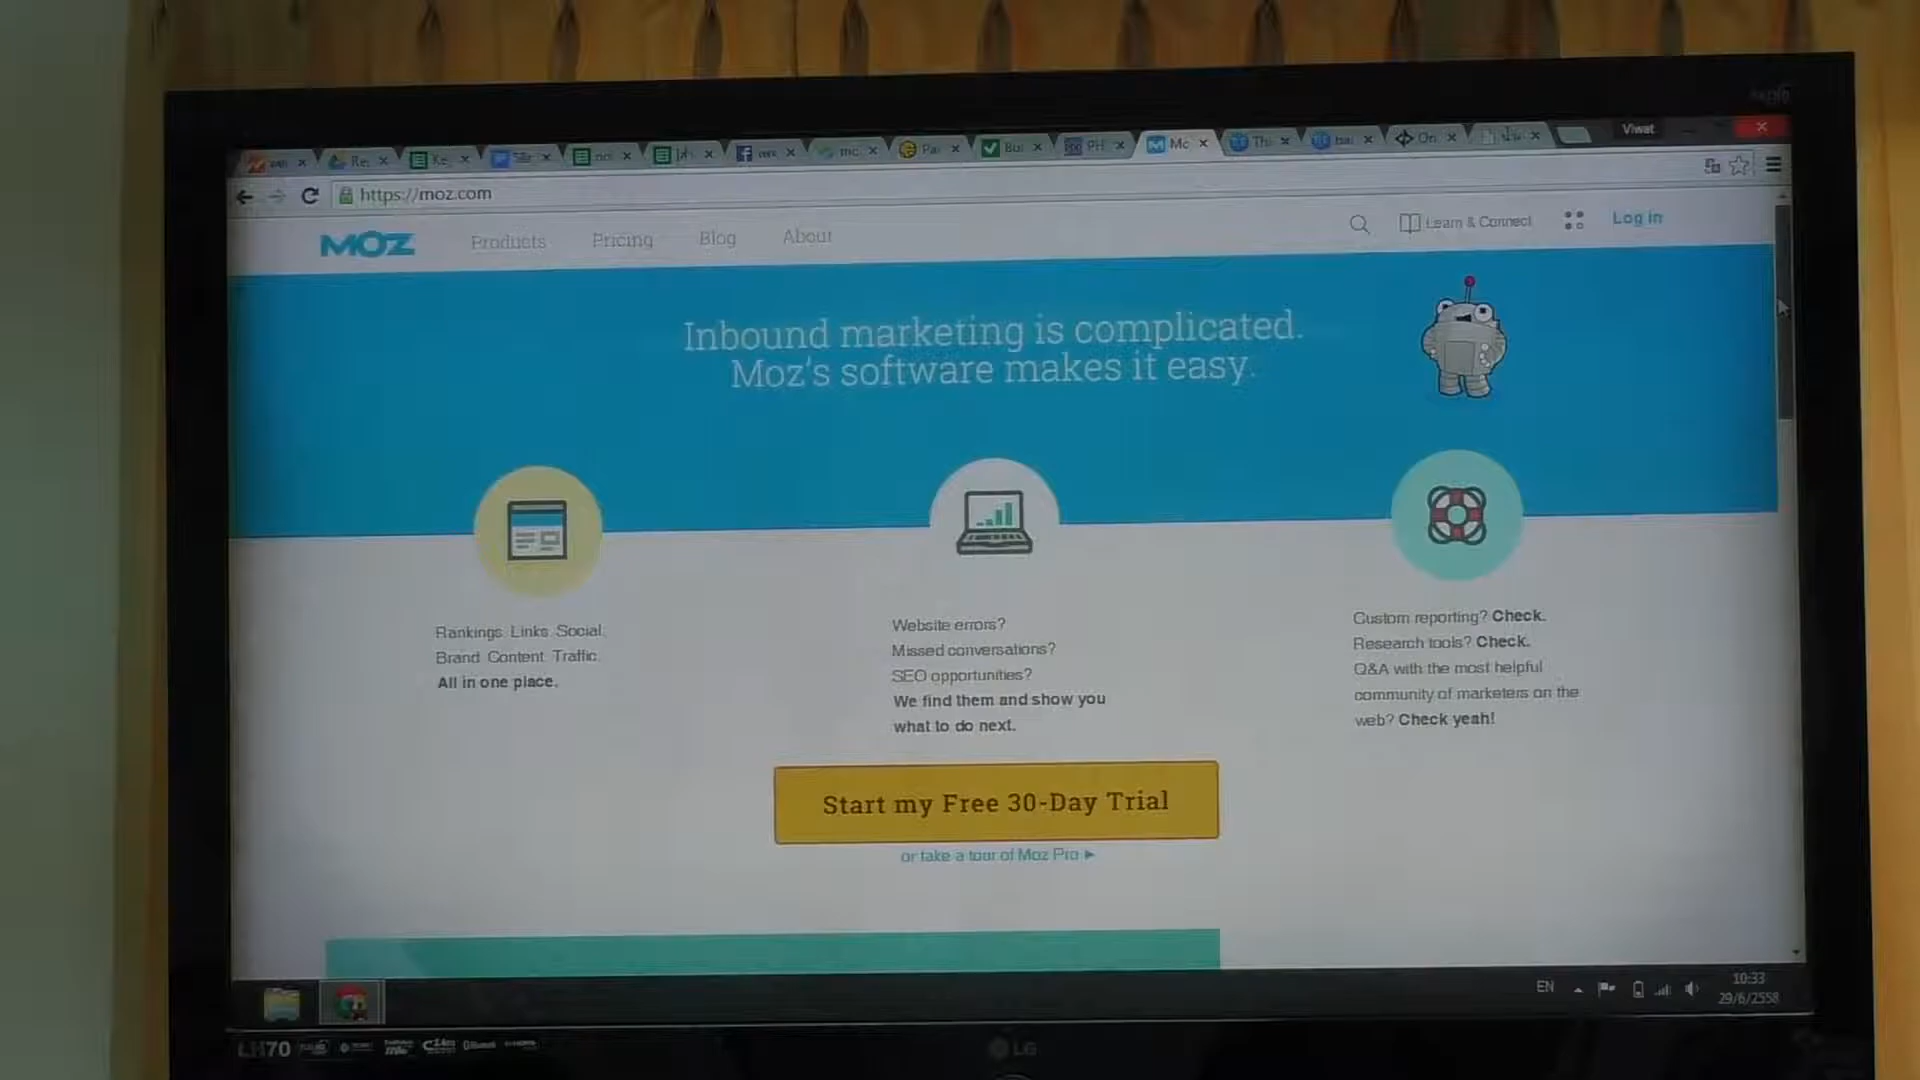 Viwat
https://moz.com
MOZ Products Pricing Blog About Learn & Connect Log in
Inbound marketing is complicated.
Moz's software makes it easy.
Rankings. Links. Social.
Brand. Content. Traffic.
All in one place.
Website errors?
Missed conversations?
SEO opportunities?
We find them and show you
what to do next.
Custom reporting? Check.
Research tools? Check.
Q&A with the most helpful
community of marketers on the
web? Check yeah!
Start my Free 30-Day Trial
or take a tour of Moz Pro
EN
10:33
29/6/2558
LH70
LG